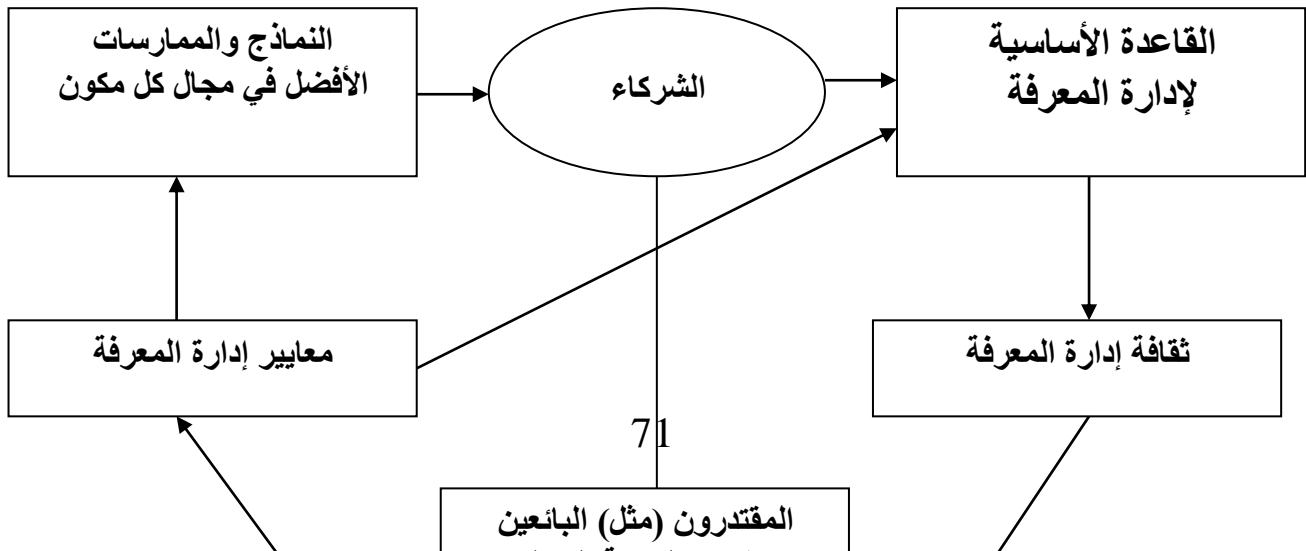 القاعدة الأساسية
لإدارة المعرفة
الشركاء
النماذج والممارسات
الأفضل في مجال كل مكون
ثقافة إدارة المعرفة
معايير إدارة المعرفة
71
المقتدرون (مثل) البائعين